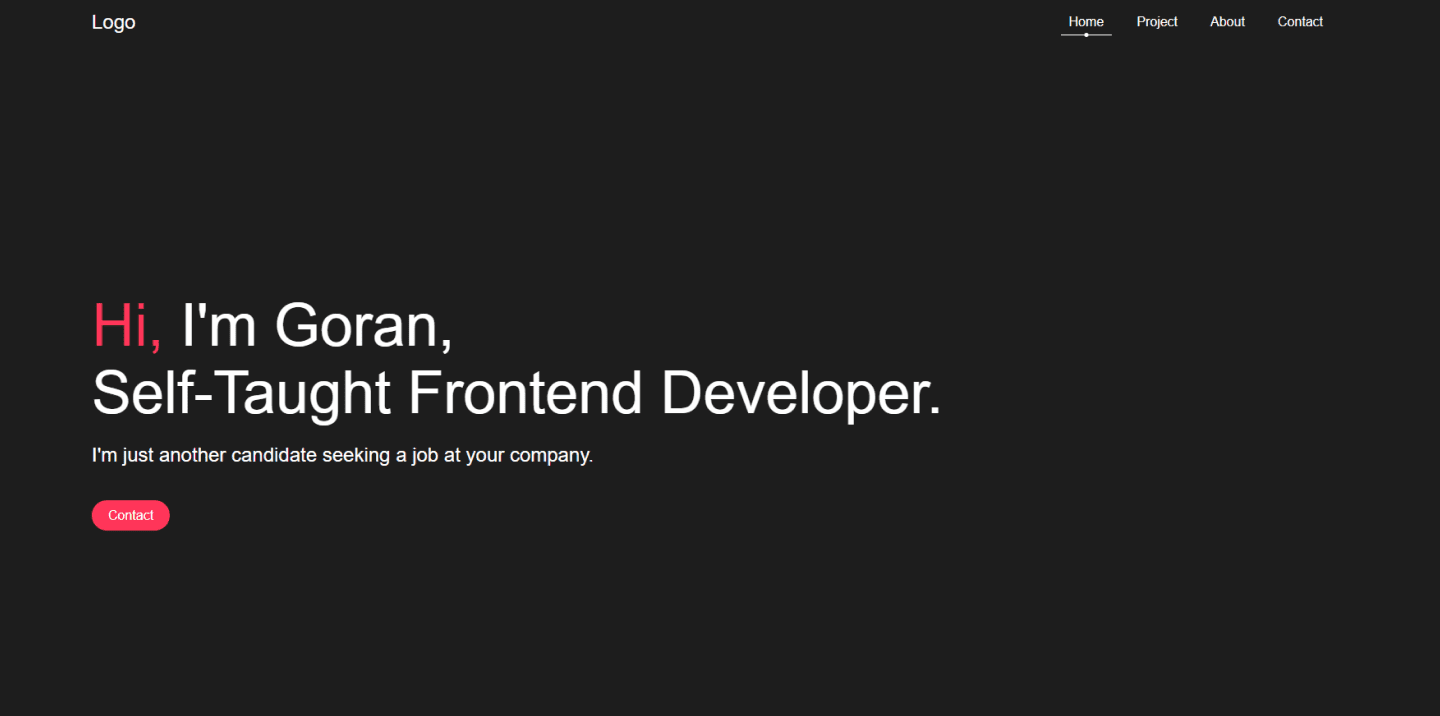 Logo
Home Project About Contact
Hi, I'm Goran,
Self-Taught Frontend Developer.
I'm just another candidate seeking a job at your company.
Contact